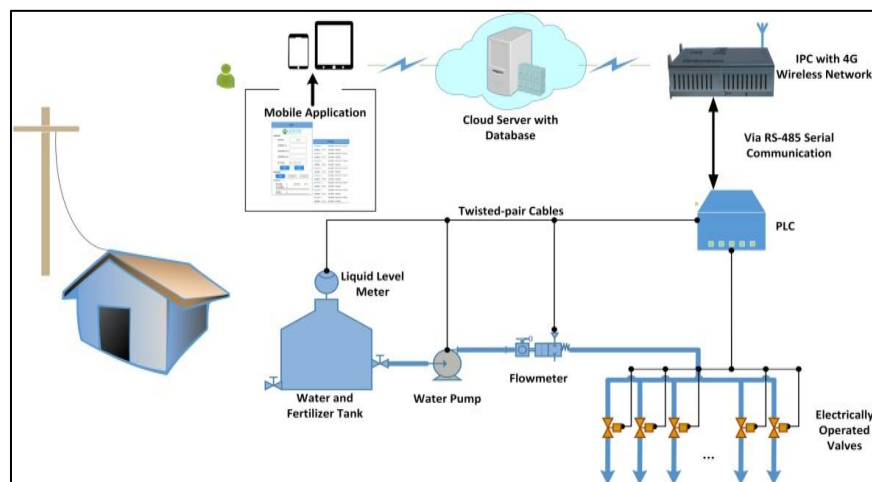 IPC with 4G
Wireless Network
Mobile Application
Cloud Server with
Database
Via RS-485 Serial
Communication
Twisted-pair Cables
PLC
Liquid Level
Meter
Flowmeter
Water and
Fertilizer Tank
Water Pump
Electrically
Operated
Valves
...